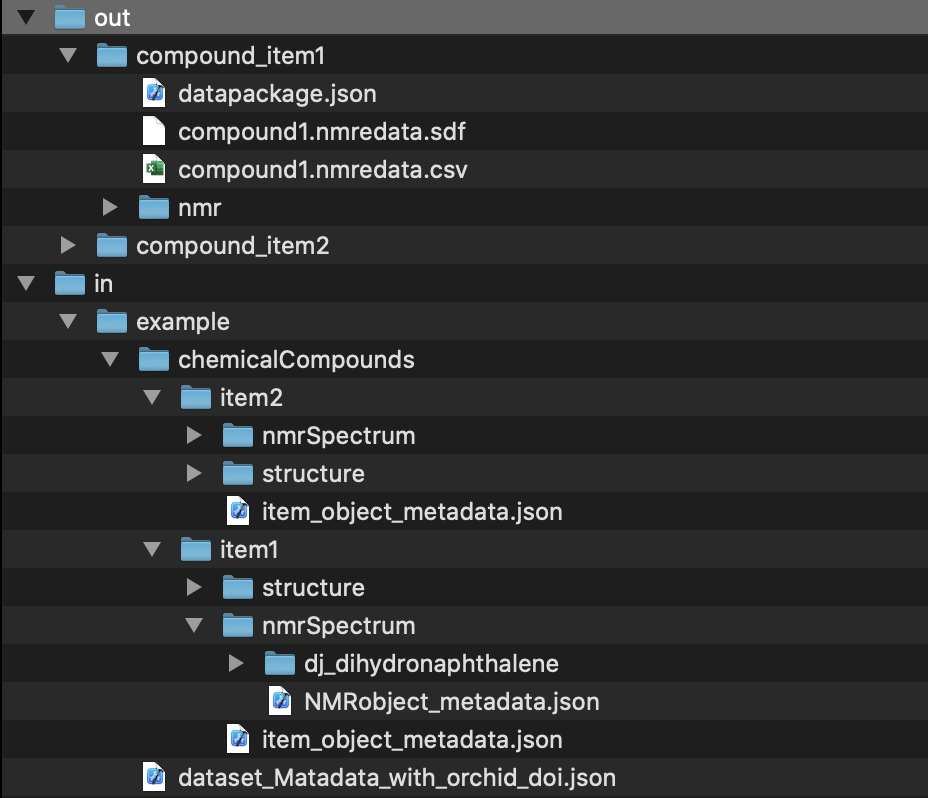 out
compound_item1
datapackage.json
compound1.nmredata.sdf
compound1.nmredata.csv
nmr
compound_item2
in
example
chemicalCompounds
item2
nmrSpectrum
structure
item_object_metadata.json
item1
structure
nmrSpectrum
dj_dihydronaphthalene
NMRobject_metadata.json
item_object_metadata.json
dataset_Matadata_with_orchid_doi.json